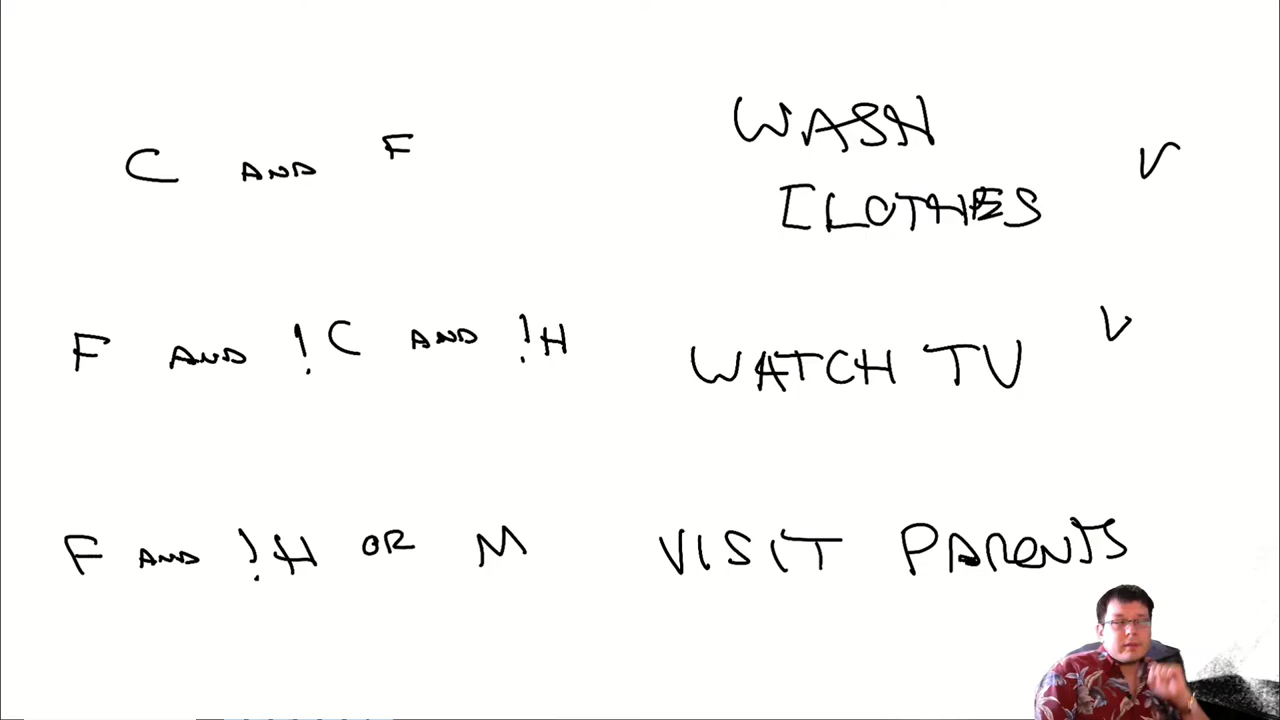 C AND F
WASH
CLOTHES
V
F AND !C AND !H
WATCH TV
V
F AND !H OR M
VISIT PARENTS